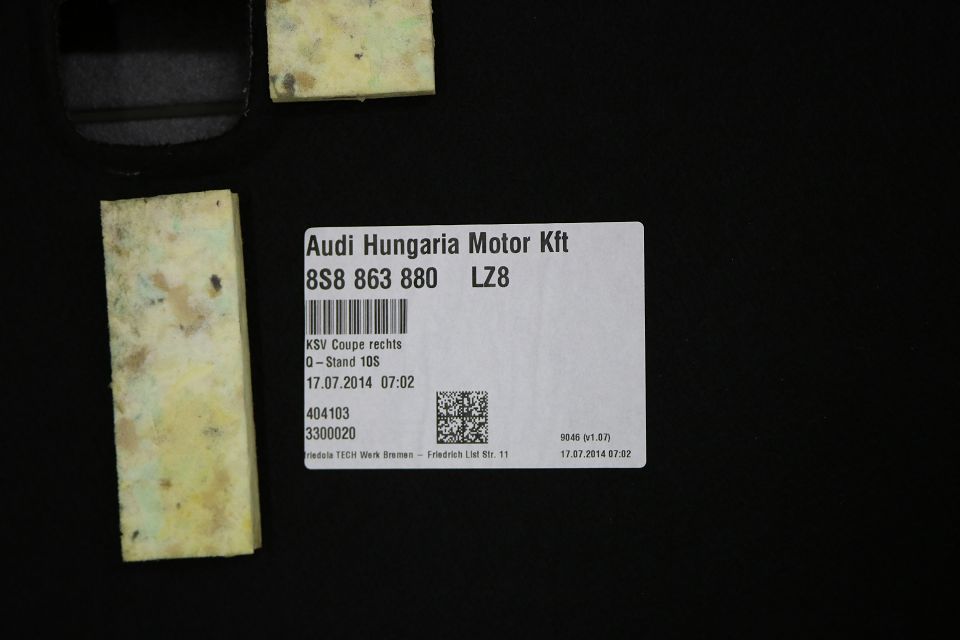 Audi Hungaria Motor Kft
8S8 863 880 LZ8
KSV Coupe rechts
Q-Stand 10S
17.07.2014 07:02
404103
3300020
9046 (v1.07)
friedola TECH Werk Bremen - Friedrich List Str. 11
17.07.2014 07:02